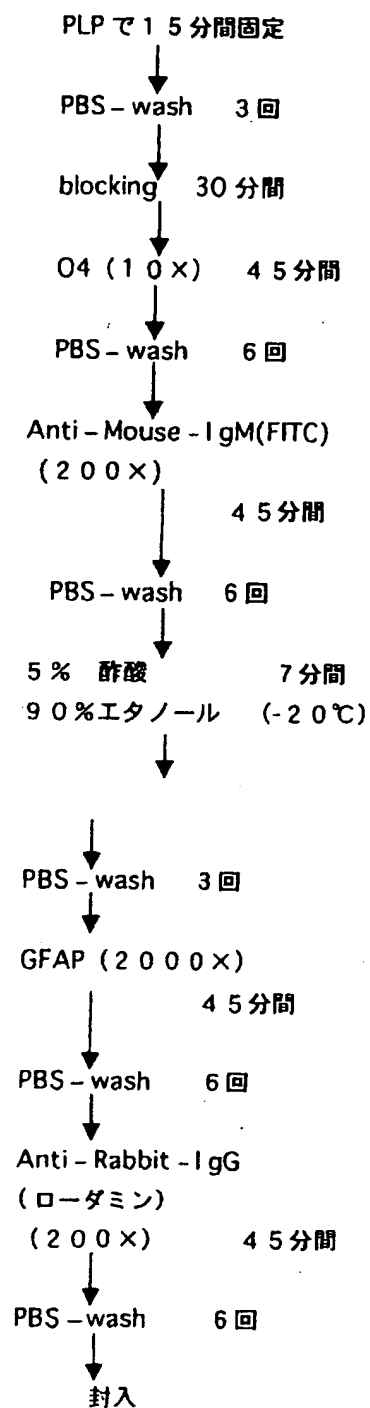 PLPで15分間固定
PBS-wash 3回
blocking 30分間
O4(10×) 45分間
PBS-wash 6回
Anti-Mouse-IgM(FITC)
(200×)
45分間
PBS-wash 6回
5% 酢酸 7分間
90%エタノール (-20℃)
PBS-wash 3回
GFAP(2000×)
45分間
PBS-wash 6回
Anti-Rabbit-IgG
(ローダミン)
(200×) 45分間
PBS-wash 6回
封入